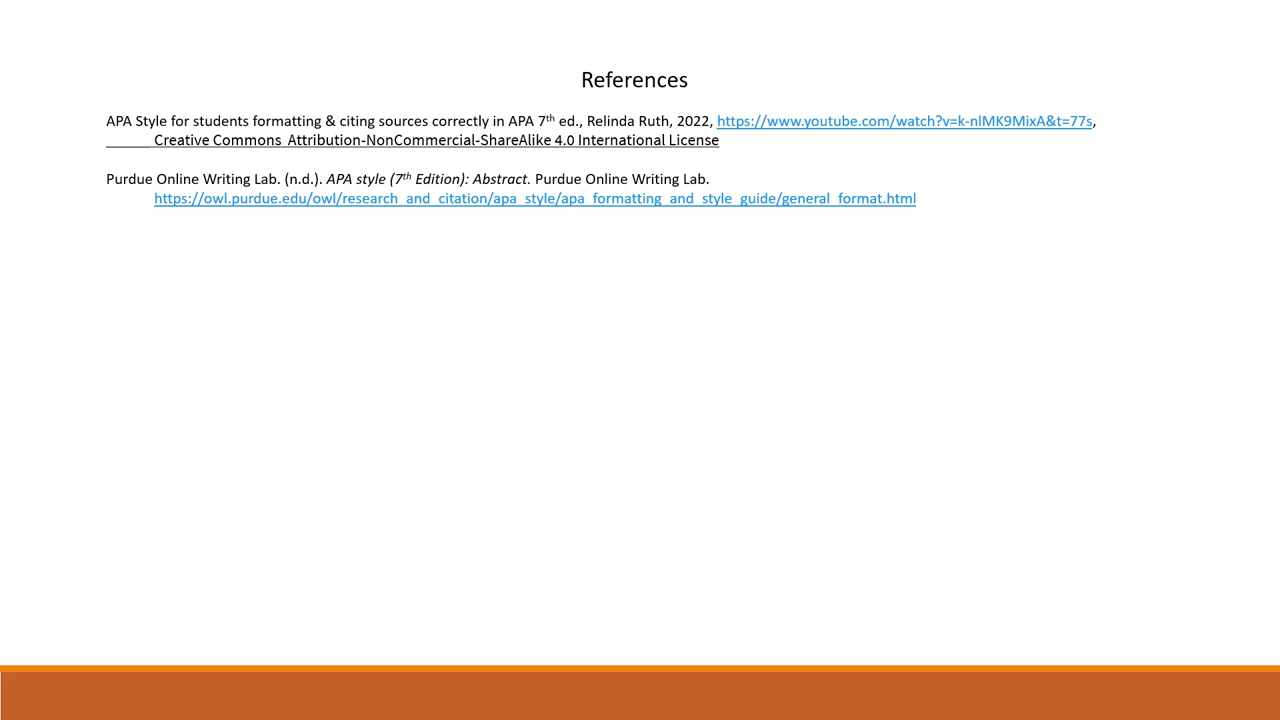 References
APA Style for students formatting & citing sources correctly in APA 7th ed., Relinda Ruth, 2022, https://www.youtube.com/watch?v=k-nlMK9MixA&t=77s,
Creative Commons Attribution-NonCommercial-ShareAlike 4.0 International License
Purdue Online Writing Lab. (n.d.). APA style (7th Edition): Abstract. Purdue Online Writing Lab.
https://owl.purdue.edu/owl/research_and_citation/apa_style/apa_formatting_and_style_guide/general_format.html